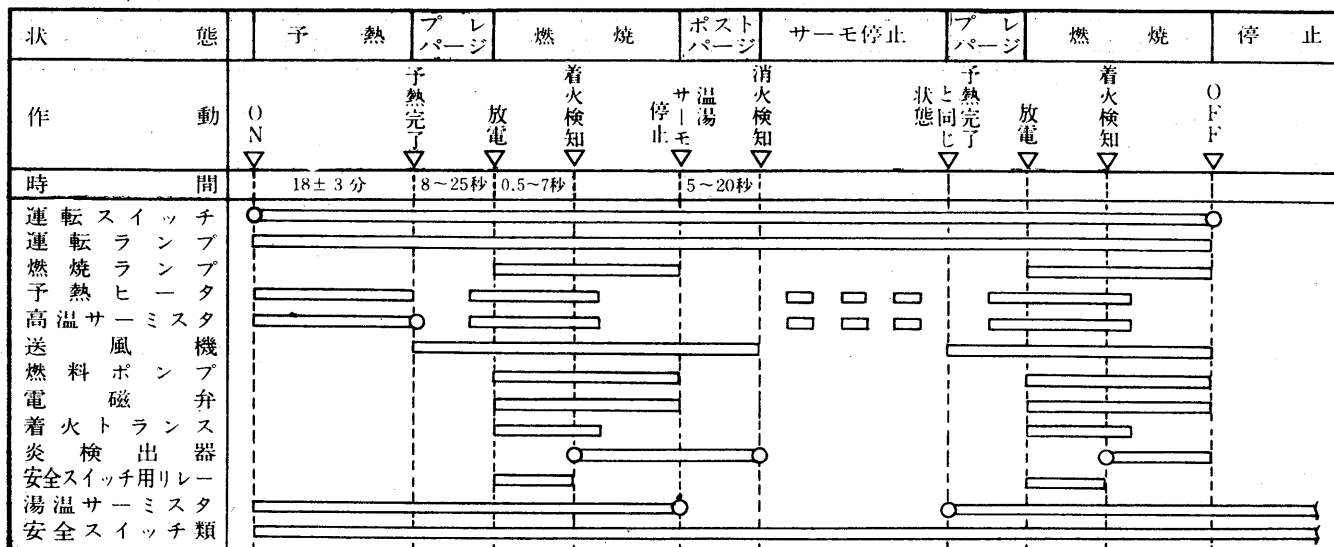 状態 予熱 プレパージ 燃焼 ポストパージ サーモ停止 プレパージ 燃焼 停止
作動 ON 予熱完了 放電 着火検知 温湯サーモ停止 消火検知 予熱完了と同じ状態 放電 着火検知 OFF
時間 18±3分 8~25秒 0.5~7秒 5~20秒
運転スイッチ
運転ランプ
燃焼ランプ
予熱ヒータ
高温サーミスタ
送風機
燃料ポンプ
電磁弁
着火トランス
炎検出器
安全スイッチ用リレー
湯温サーミスタ
安全スイッチ類